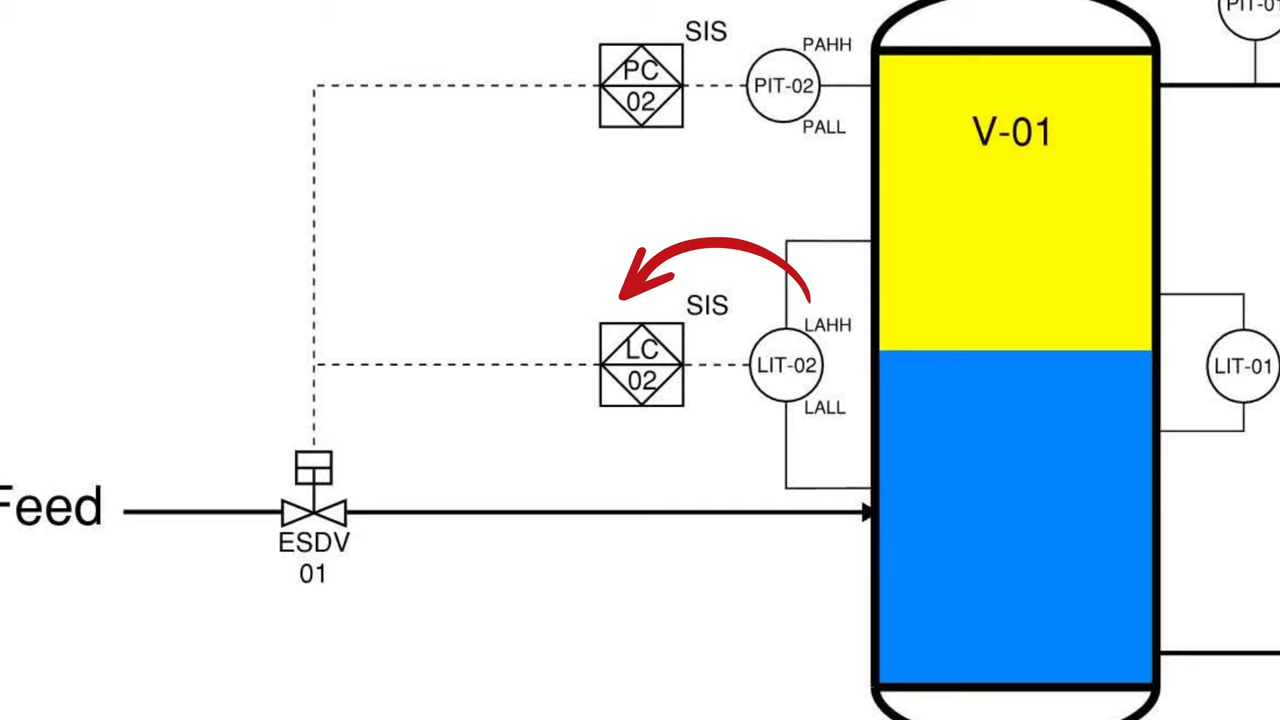 SIS
PAHH
PC
02
PIT-02
PALL
V-01
SIS
LAHH
LC
02
LIT-02
LALL
LIT-01
Feed
ESDV
01